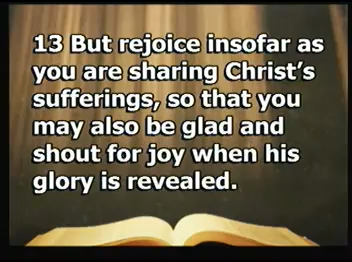 13 But rejoice insofar as
you are sharing Christ's
sufferings, so that you
may also be glad and
shout for joy when his
glory is revealed.